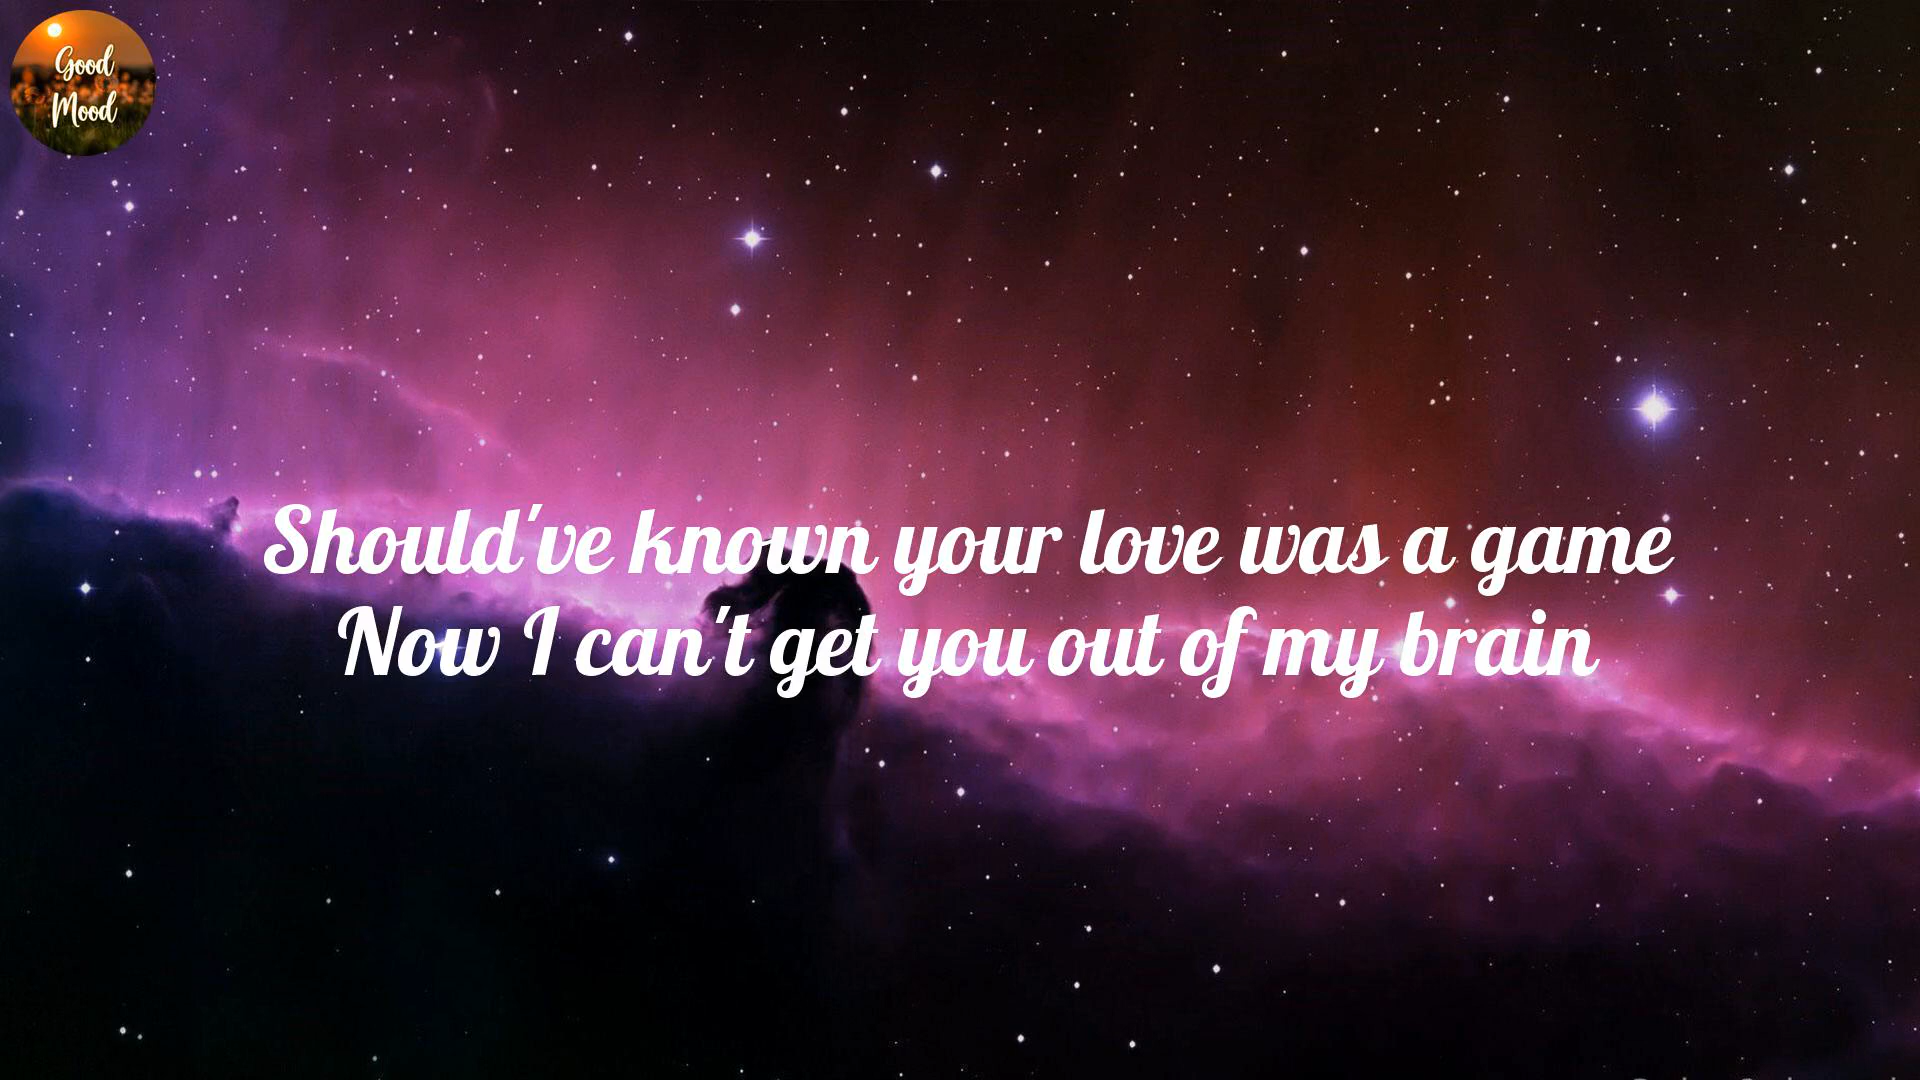 Good
Mood
Should've known your love was a game
Now I can't get you out of my brain